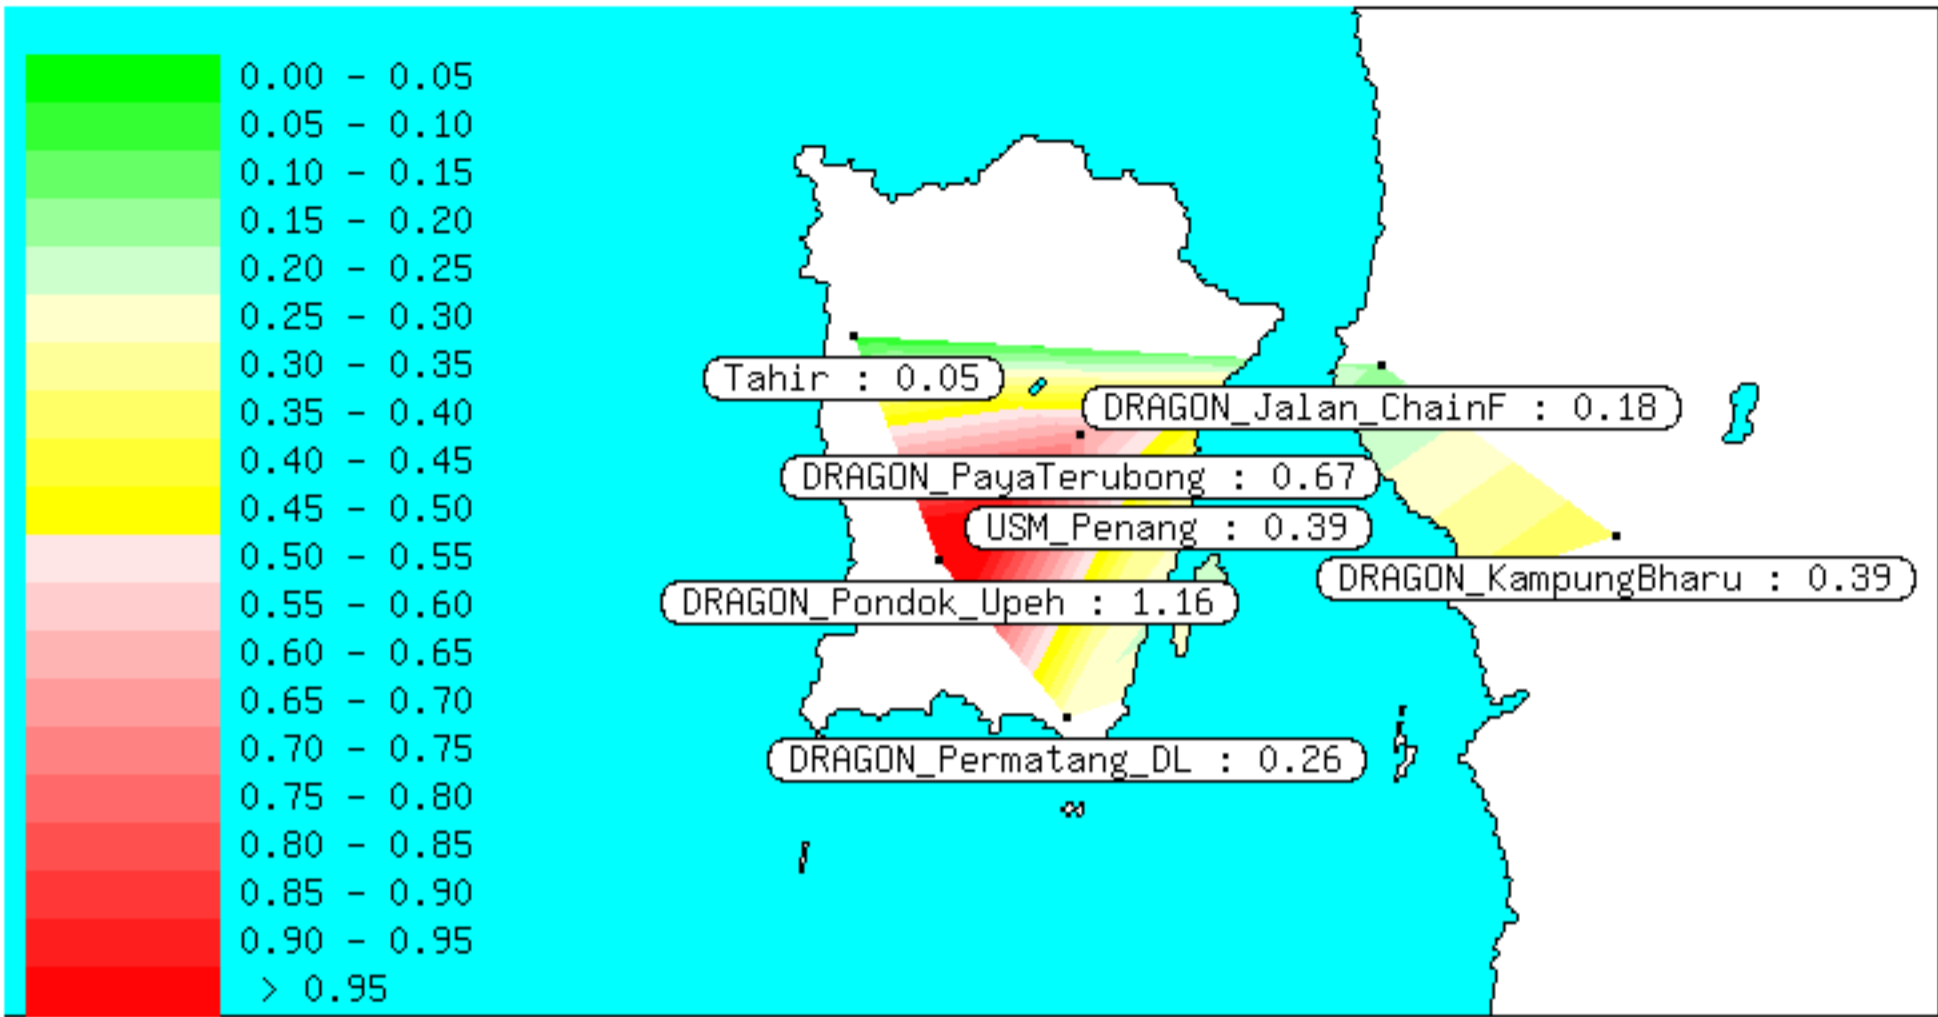 0.00 - 0.05
0.05 - 0.10
0.10 - 0.15
0.15 - 0.20
0.20 - 0.25
0.25 - 0.30
0.30 - 0.35
0.35 - 0.40
0.40 - 0.45
0.45 - 0.50
0.50 - 0.55
0.55 - 0.60
0.60 - 0.65
0.65 - 0.70
0.70 - 0.75
0.75 - 0.80
0.80 - 0.85
0.85 - 0.90
0.90 - 0.95
> 0.95
Tahir : 0.05
DRAGON_Jalan_ChainF : 0.18
DRAGON_PayaTerubong : 0.67
USM_Penang : 0.39
DRAGON_KampungBharu : 0.39
DRAGON_Pondok_Upeh : 1.16
DRAGON_Permatang_DL : 0.26